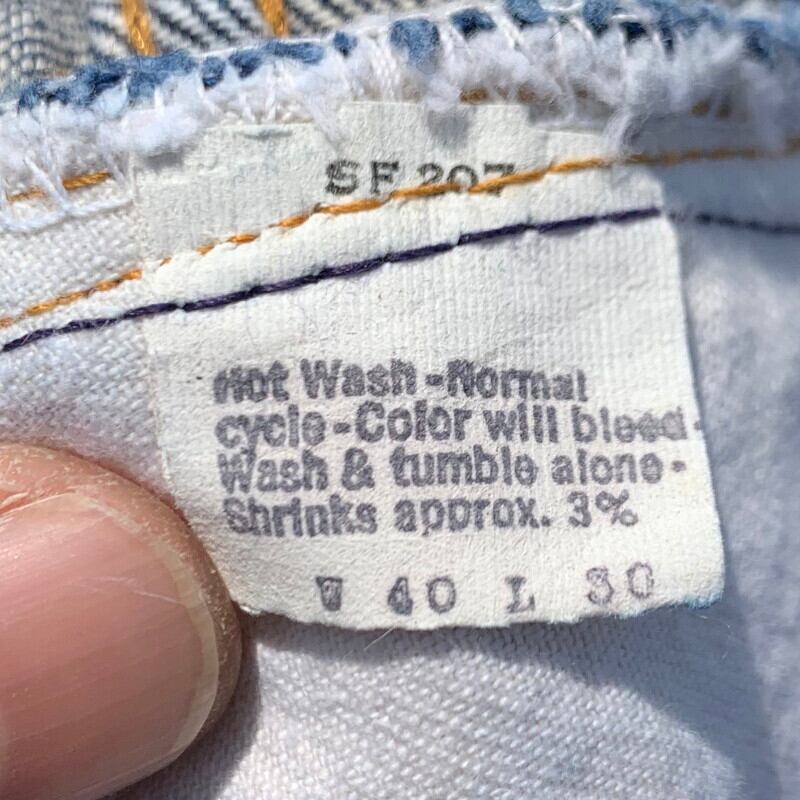 SF 207
Hot Wash-Normal
cycle-Color will bleed-
Wash & tumble alone-
Shrinks approx. 3%
W 40 L 30